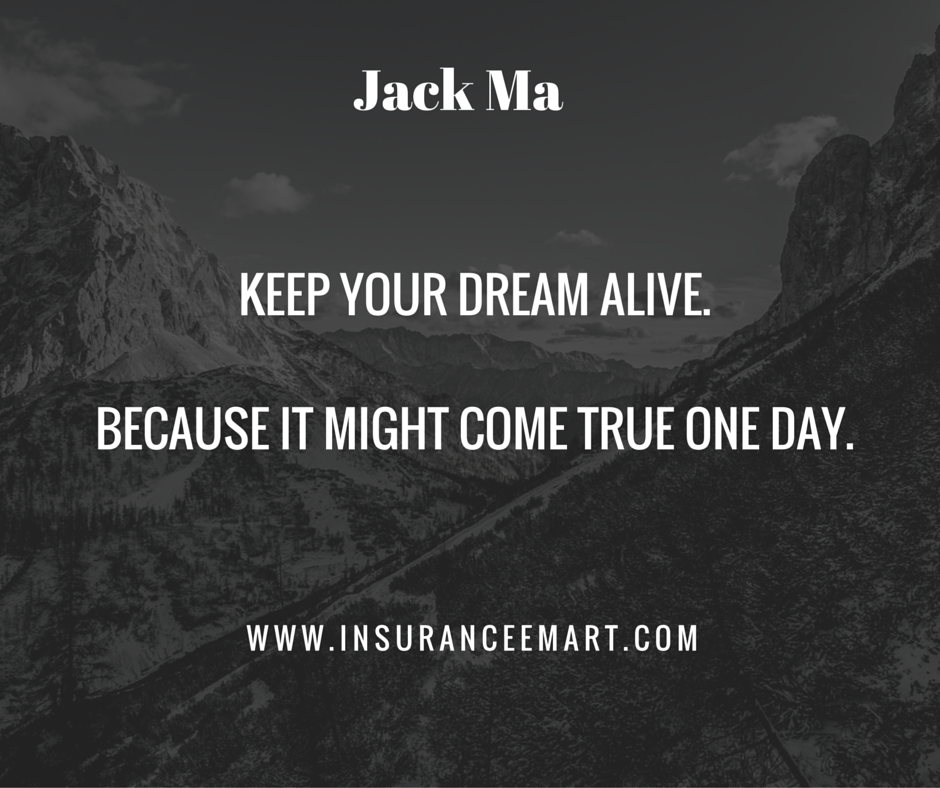 Jack Ma
KEEP YOUR DREAM ALIVE.
BECAUSE IT MIGHT COME TRUE ONE DAY.
WWW.INSURANCEEMART.COM